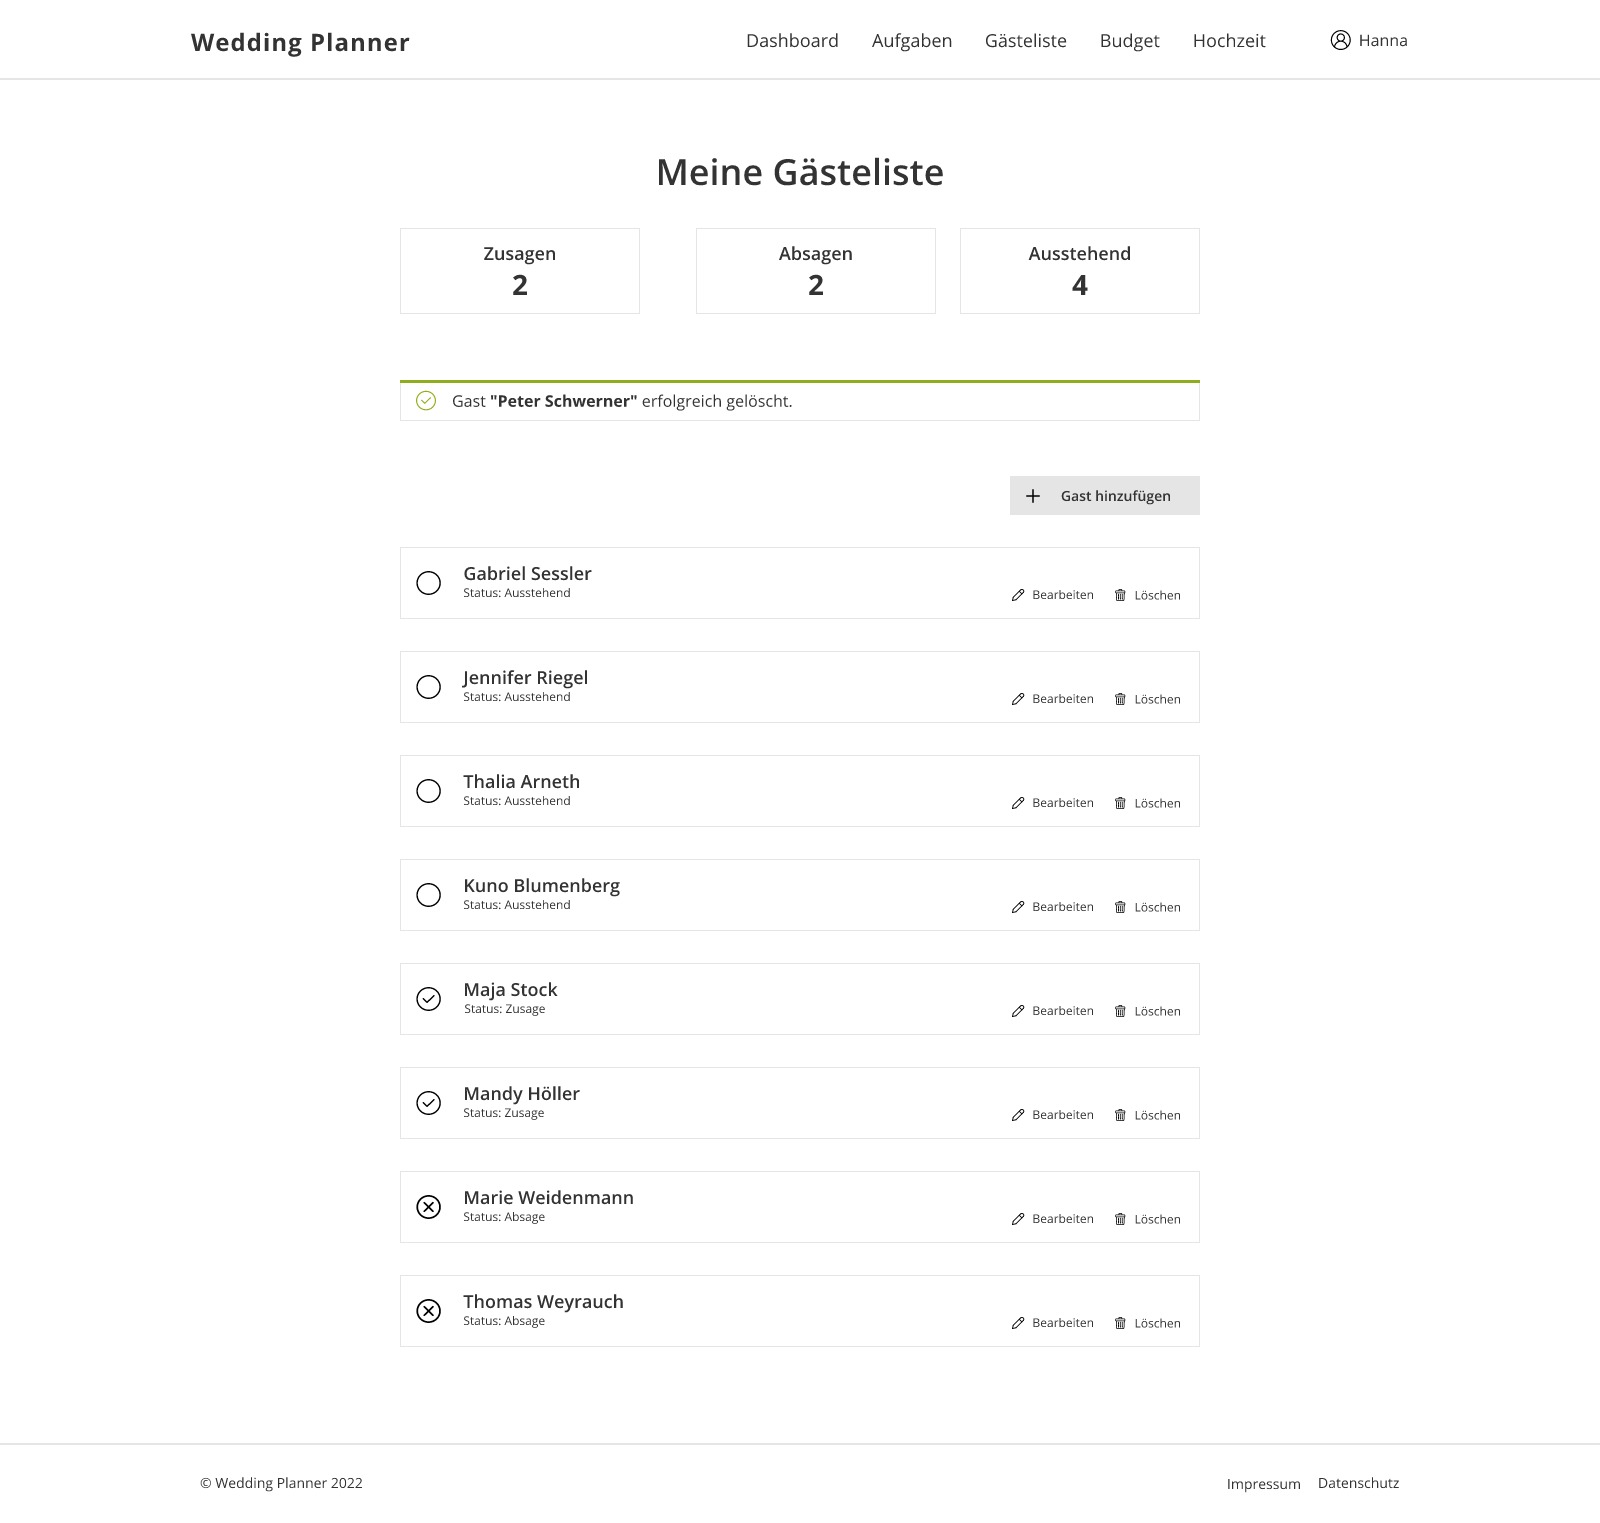 Wedding Planner
Dashboard Aufgaben Gästeliste Budget Hochzeit Hanna
Meine Gästeliste
Zusagen
2
Absagen
2
Ausstehend
4
Gast "Peter Schwerner" erfolgreich gelöscht.
Gast hinzufügen
Gabriel Sessler
Status: Ausstehend
Bearbeiten Löschen
Jennifer Riegel
Status: Ausstehend
Bearbeiten Löschen
Thalia Arneth
Status: Ausstehend
Bearbeiten Löschen
Kuno Blumenberg
Status: Ausstehend
Bearbeiten Löschen
Maja Stock
Status: Zusage
Bearbeiten Löschen
Mandy Höller
Status: Zusage
Bearbeiten Löschen
Marie Weidenmann
Status: Absage
Bearbeiten Löschen
Thomas Weyrauch
Status: Absage
Bearbeiten Löschen
© Wedding Planner 2022
Impressum Datenschutz